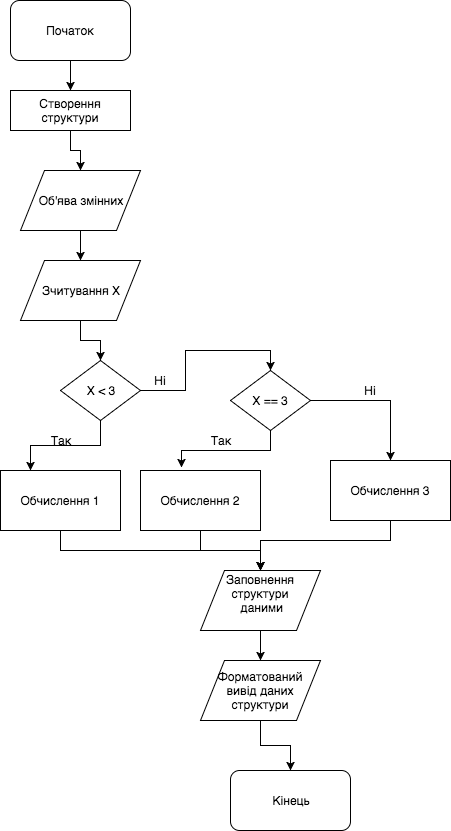 Початок
Створення
структури
Об'ява змінних
Зчитування X
X < 3
Ні
X == 3
Ні
Так
Так
Обчислення 1
Обчислення 2
Обчислення 3
Заповнення
структури
даними
Форматований
вивід даних
структури
Кінець